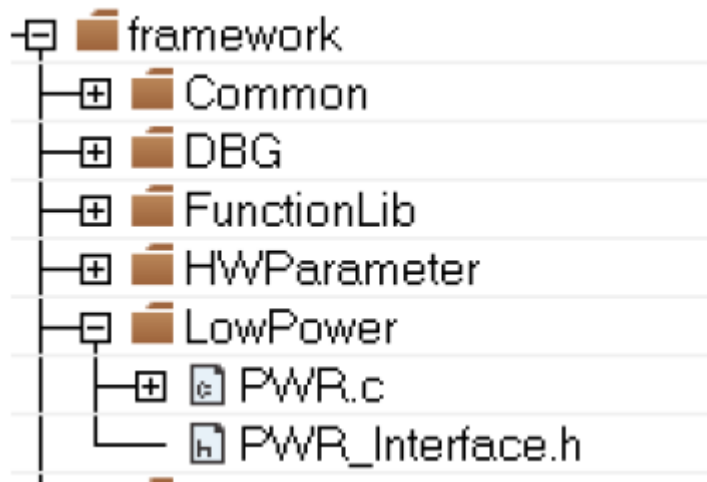 framework
Common
DBG
FunctionLib
HWParameter
LowPower
PWR.c
PWR_Interface.h